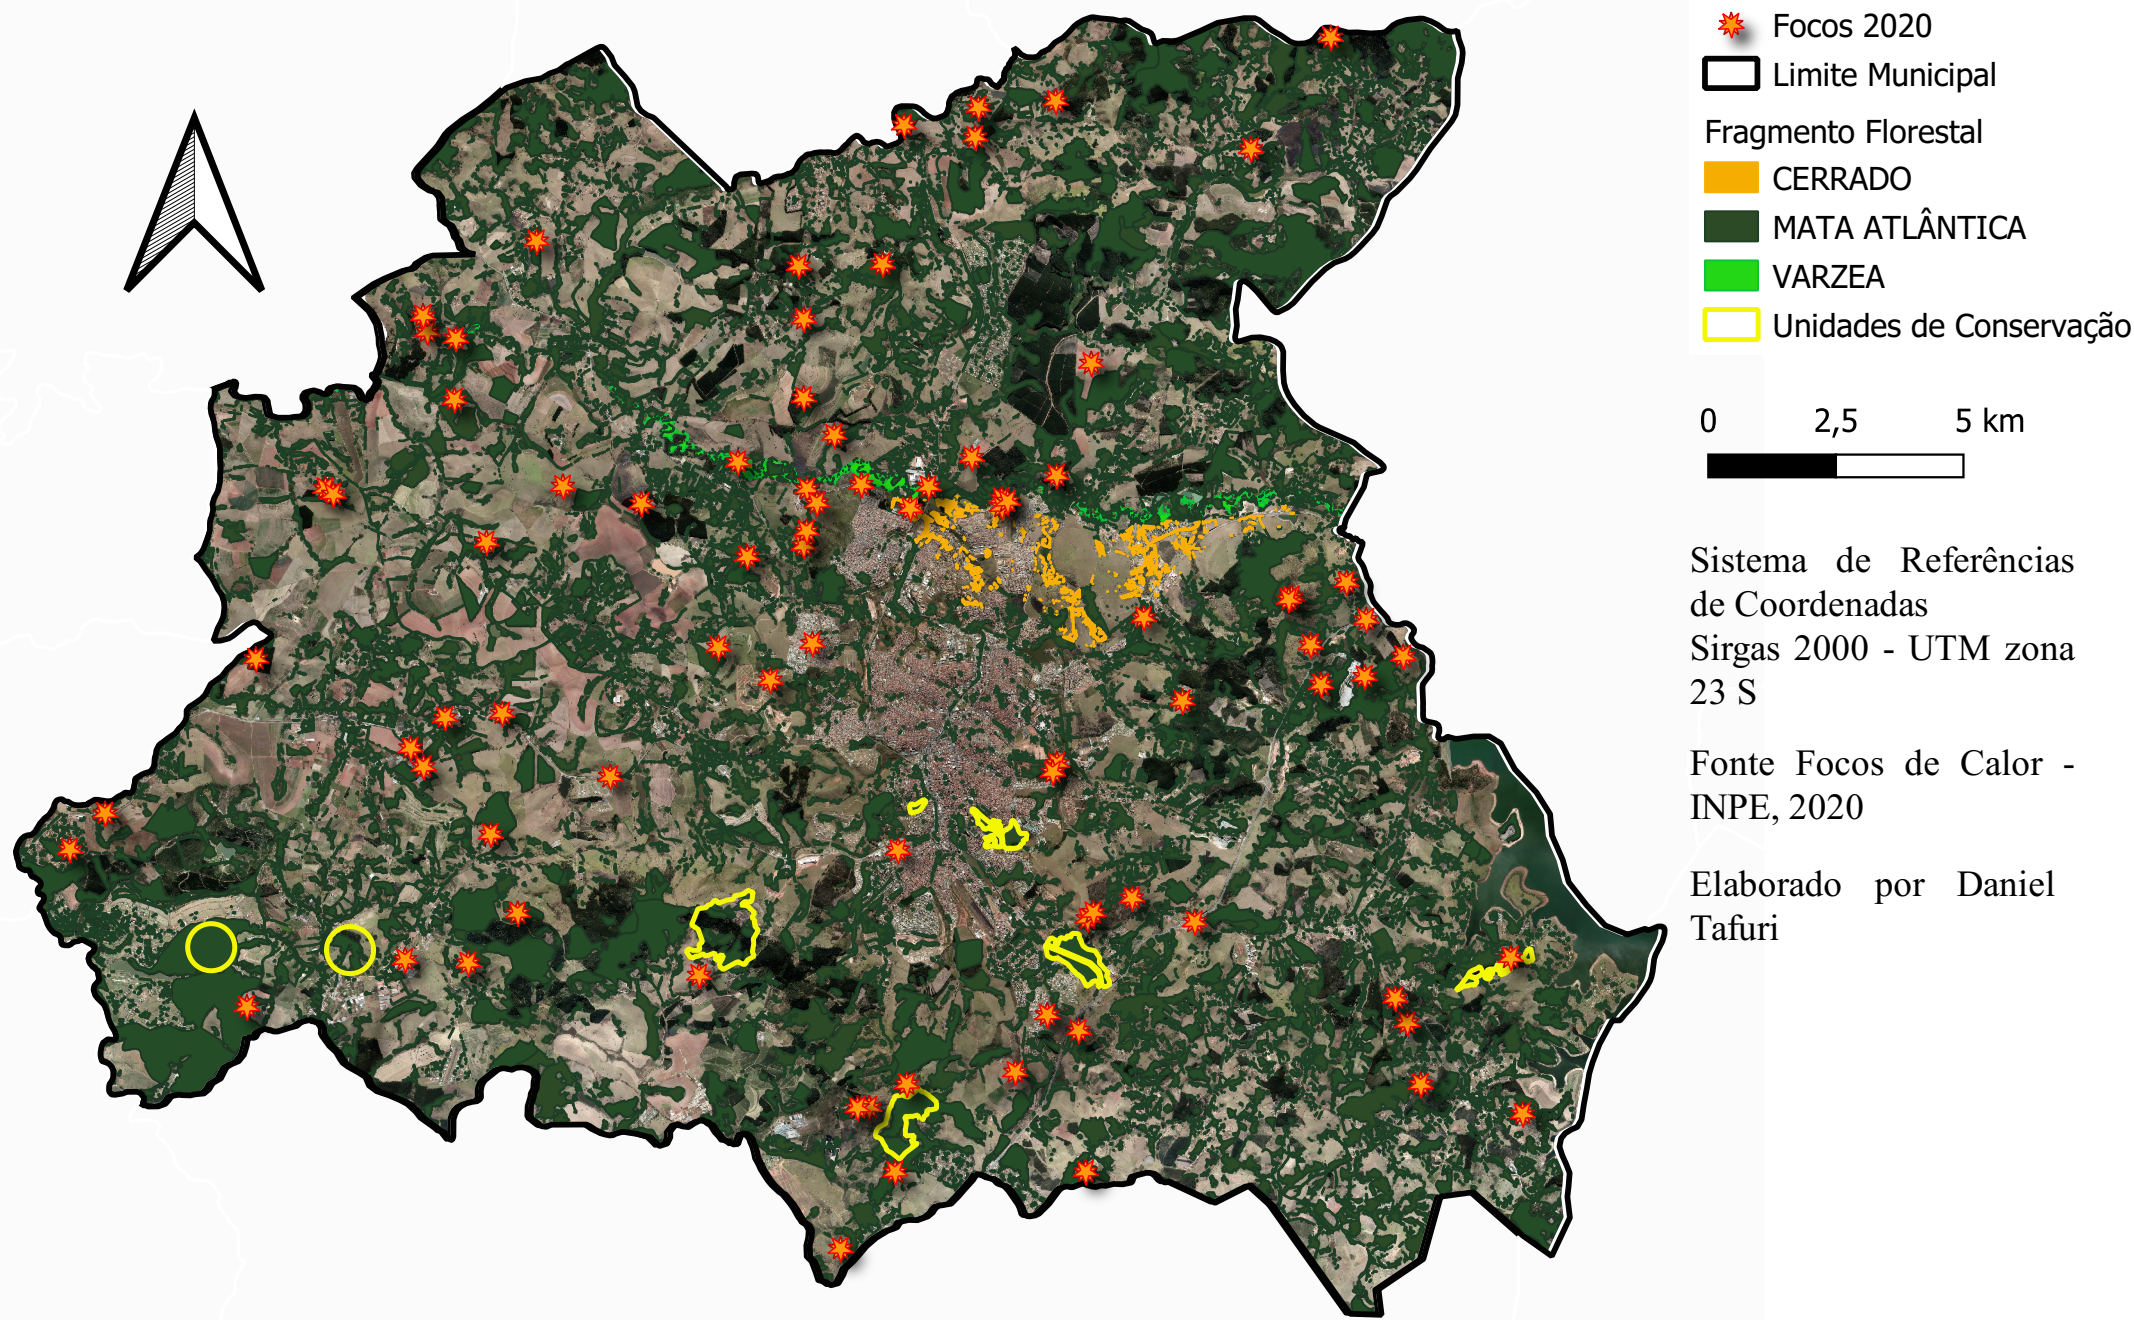 Focos 2020
Limite Municipal
Fragmento Florestal
CERRADO
MATA ATLÂNTICA
VARZEA
Unidades de Conservação
0 2,5 5 km
Sistema de Referências
de Coordenadas
Sirgas 2000 - UTM zona
23 S
Fonte Focos de Calor -
INPE, 2020
Elaborado por Daniel
Tafuri